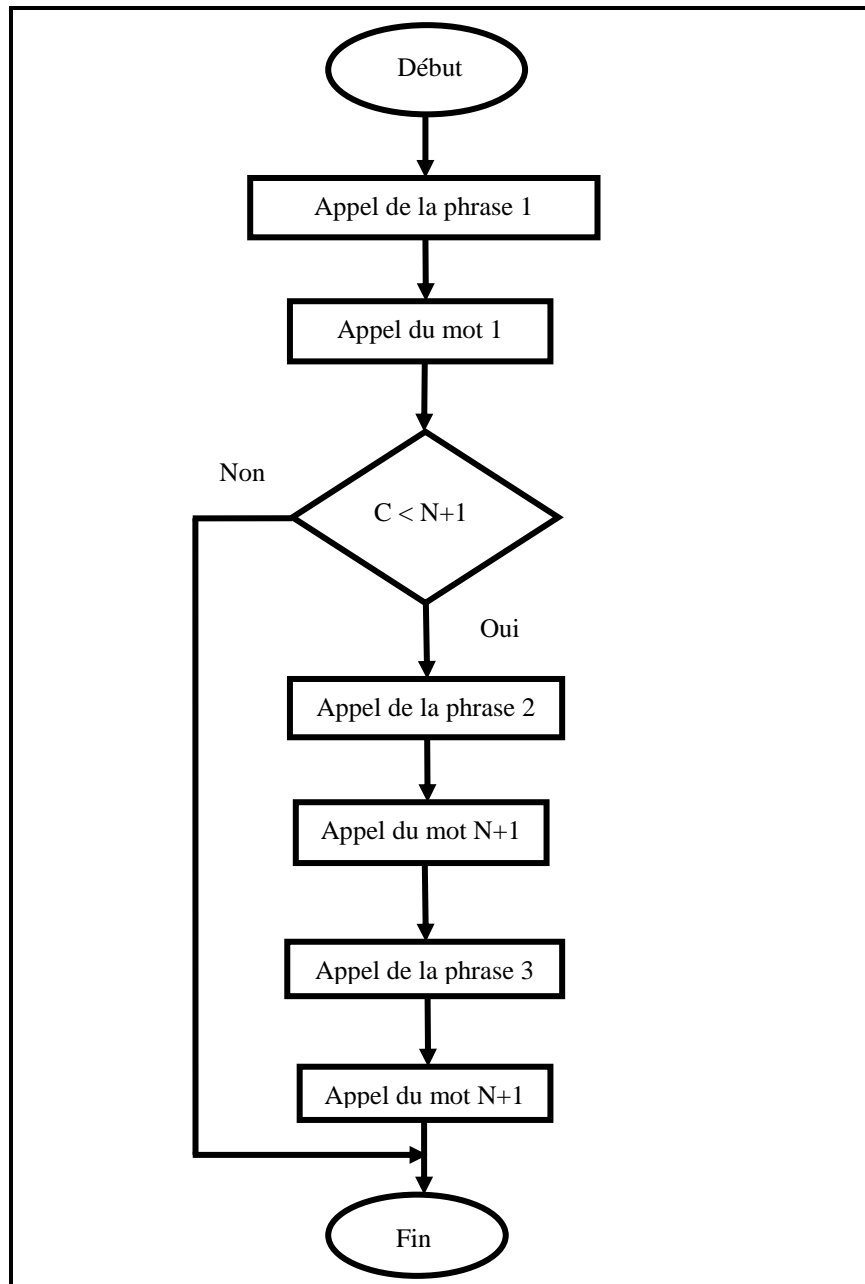 Début
Appel de la phrase 1
Appel du mot 1
Non
C < N+1
Oui
Appel de la phrase 2
Appel du mot N+1
Appel de la phrase 3
Appel du mot N+1
Fin